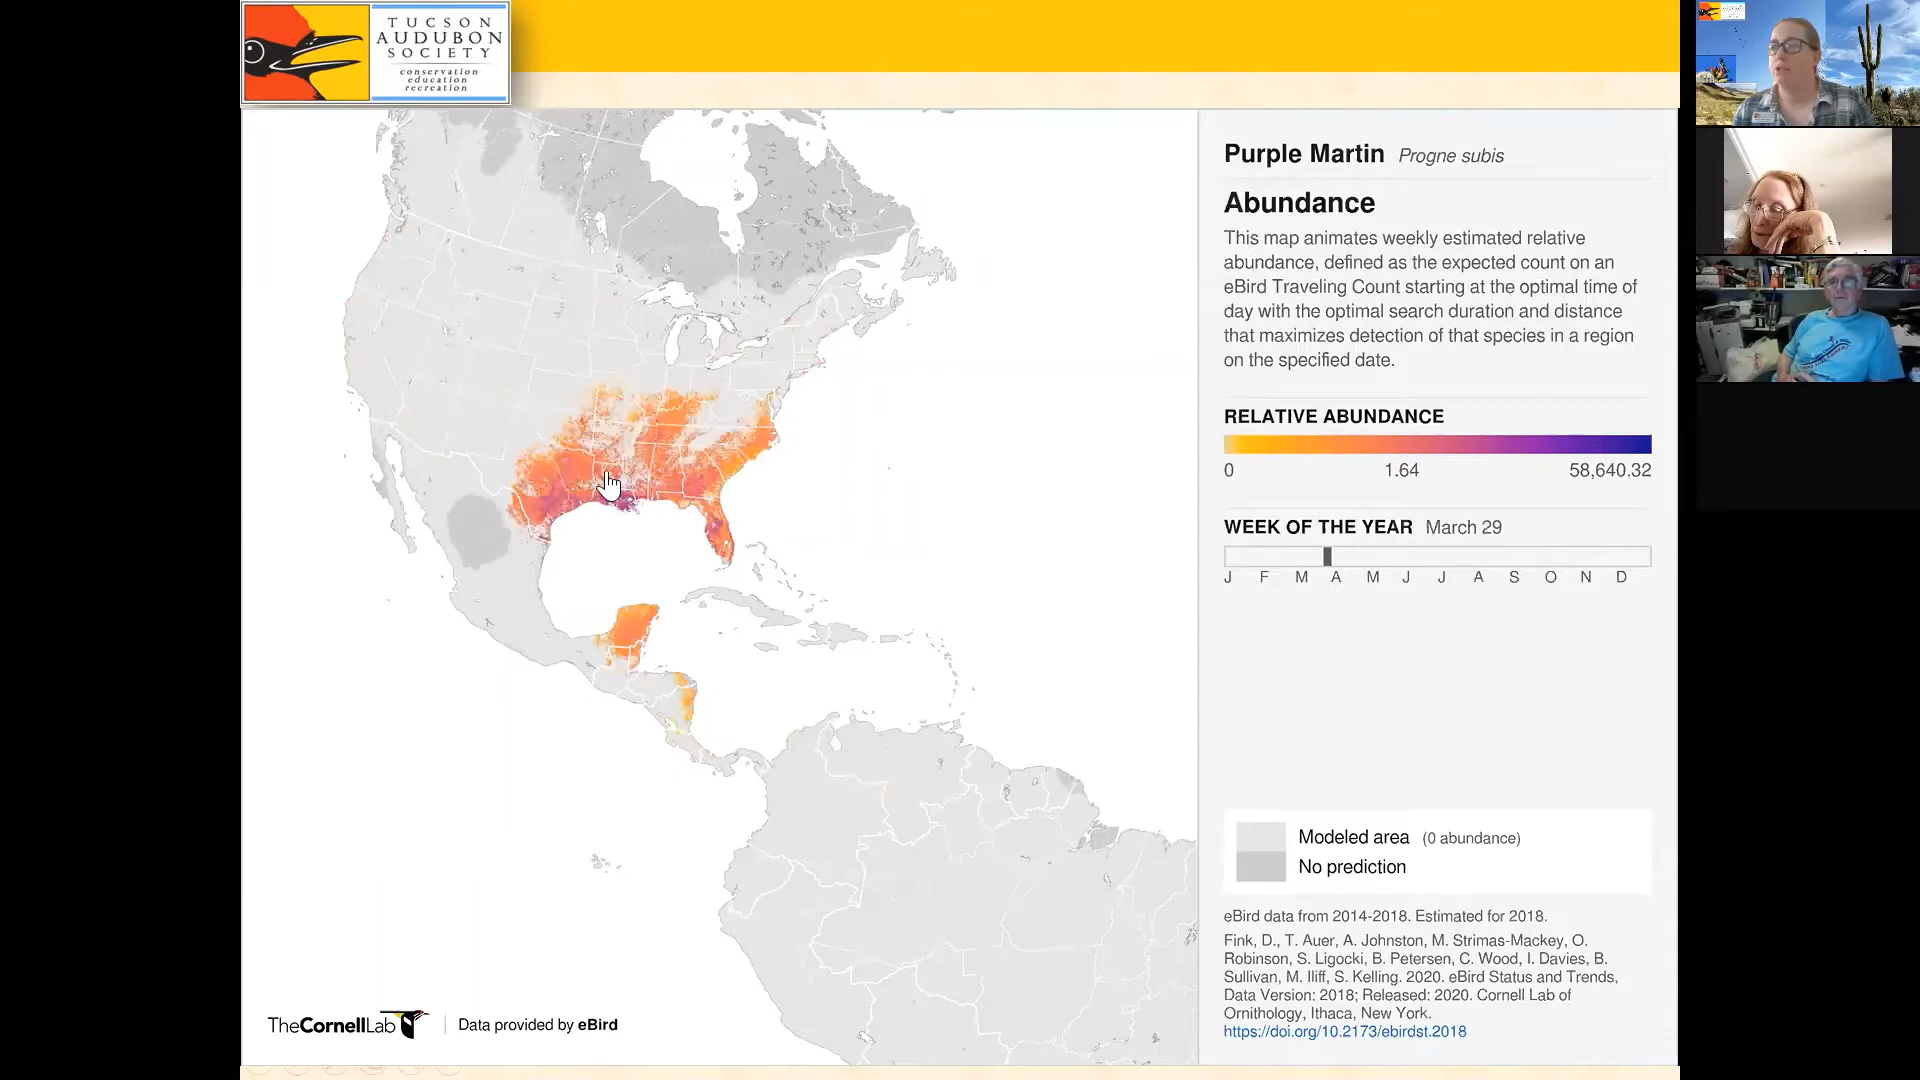 TUCSON
AUDUBON
SOCIETY
conservation
education
recreation
Purple Martin Progne subis
Abundance
This map animates weekly estimated relative
abundance, defined as the expected count on an
eBird Traveling Count starting at the optimal time of
day with the optimal search duration and distance
that maximizes detection of that species in a region
on the specified date.
RELATIVE ABUNDANCE
0 1.64 58,640.32
WEEK OF THE YEAR March 29
J F M A M J J A S O N D
Modeled area (0 abundance)
No prediction
eBird data from 2014-2018. Estimated for 2018.
Fink, D., T. Auer, A. Johnston, M. Strimas-Mackey, O.
Robinson, S. Ligocki, B. Petersen, C. Wood, I. Davies, B.
Sullivan, M. Iliff, S. Kelling. 2020. eBird Status and Trends,
Data Version: 2018; Released: 2020. Cornell Lab of
Ornithology, Ithaca, New York.
https://doi.org/10.2173/ebirdst.2018
TheCornellLab Data provided by eBird